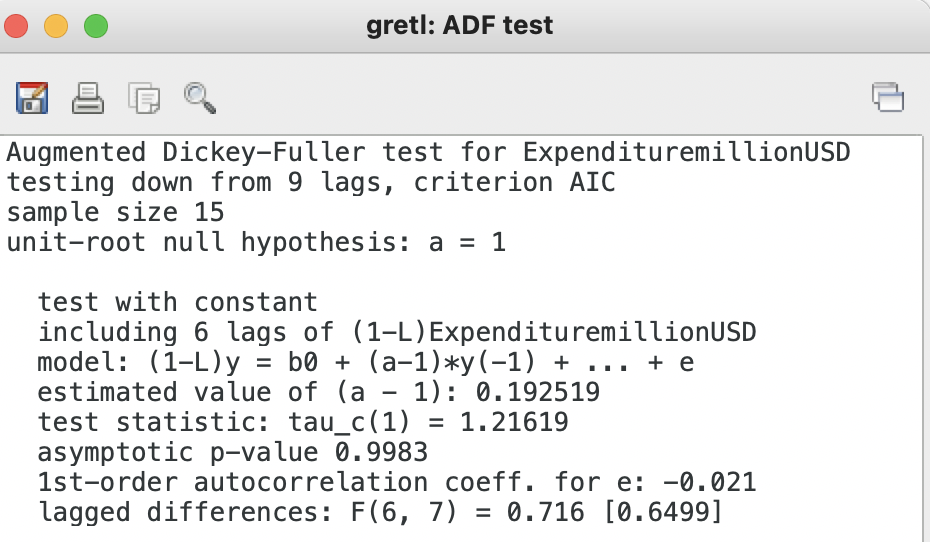 gretl: ADF test
Augmented Dickey-Fuller test for ExpendituremillionUSD
testing down from 9 lags, criterion AIC
sample size 15
unit-root null hypothesis: a = 1
test with constant
including 6 lags of (1-L)ExpendituremillionUSD
model: (1-L)y = b0 + (a-1)*y(-1) + ... + e
estimated value of (a - 1): 0.192519
test statistic: tau_c(1) = 1.21619
asymptotic p-value 0.9983
1st-order autocorrelation coeff. for e: -0.021
lagged differences: F(6, 7) = 0.716 [0.6499]